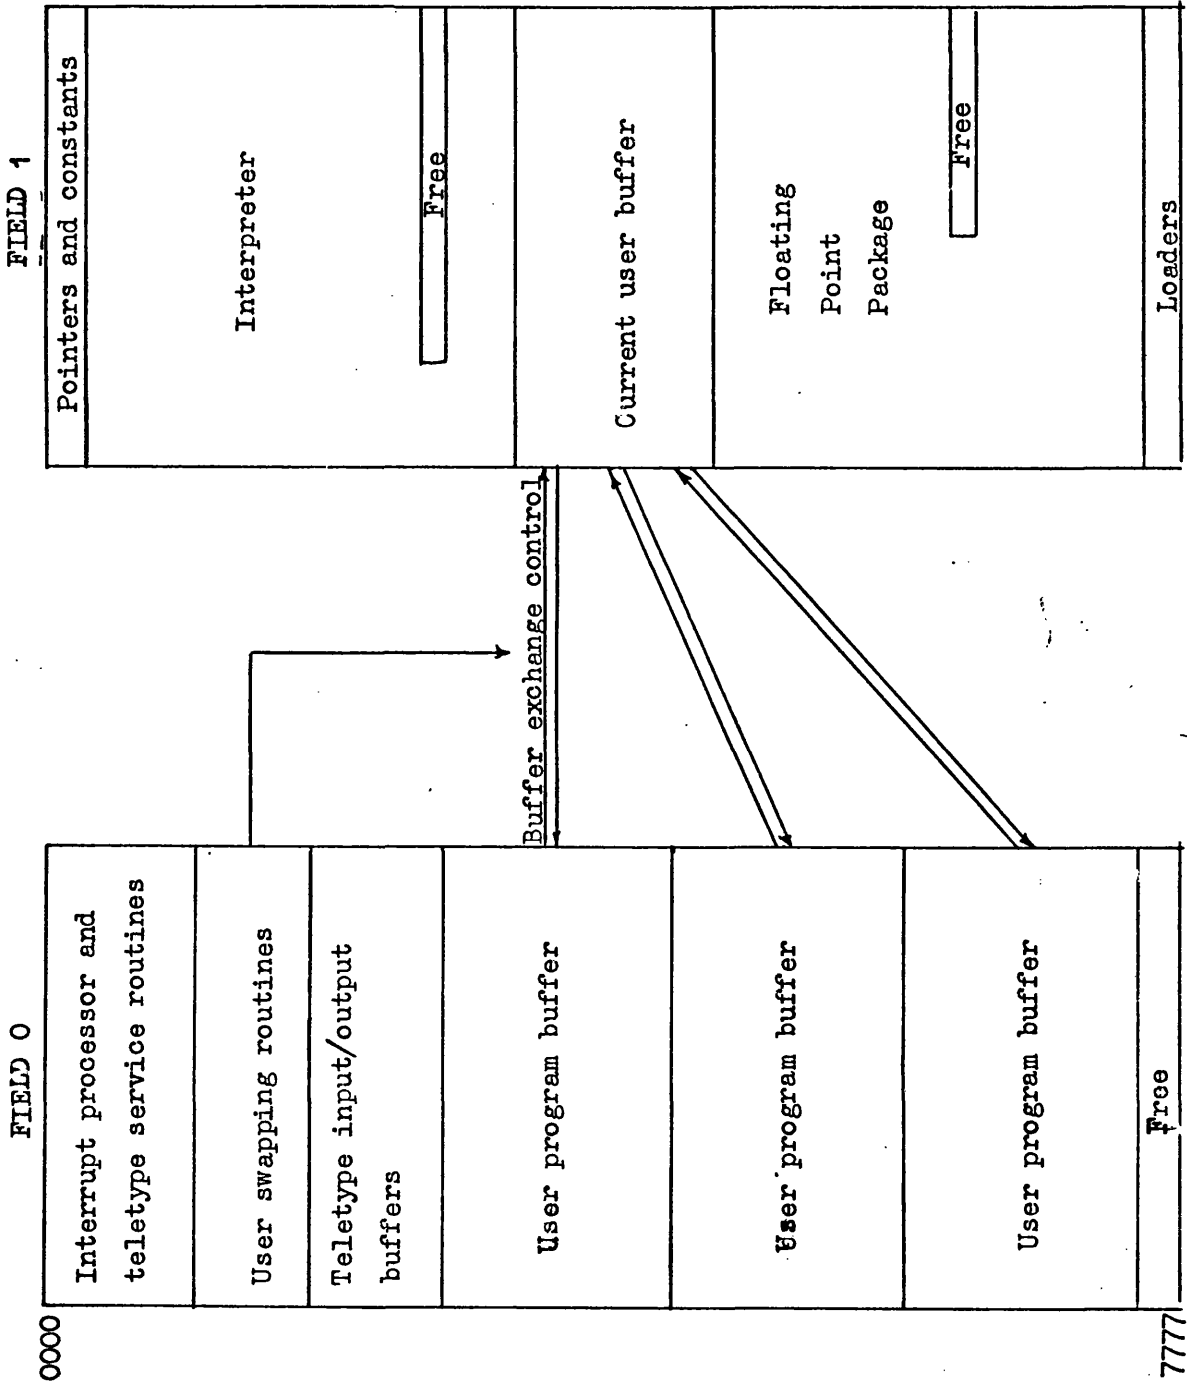 FIELD 0
FIELD 1
0000
Interrupt processor and
teletype service routines
User swapping routines
Teletype input/output
buffers
User program buffer
User program buffer
User program buffer
Free
7777
Buffer exchange control
Pointers and constants
Interpreter
Free
Current user buffer
Floating
Point
Package
Free
Loaders